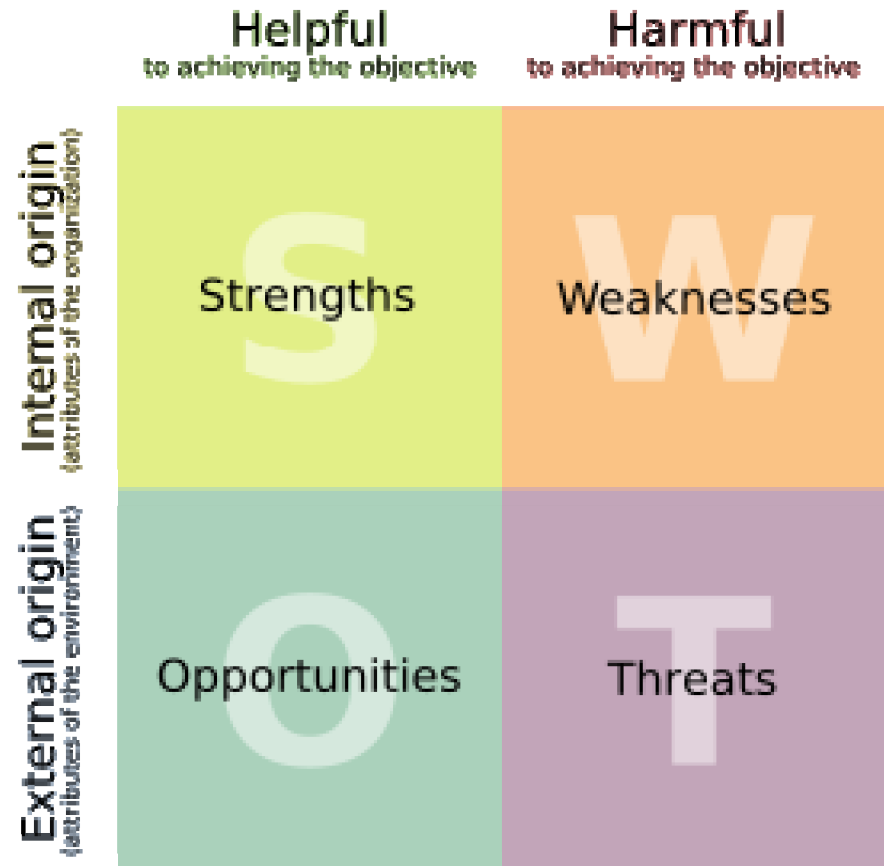 Helpful
to achieving the objective
Harmful
to achieving the objective
Internal origin
(attributes of the organization)
S
Strengths
W
Weaknesses
External origin
(attributes of the environment)
O
Opportunities
T
Threats